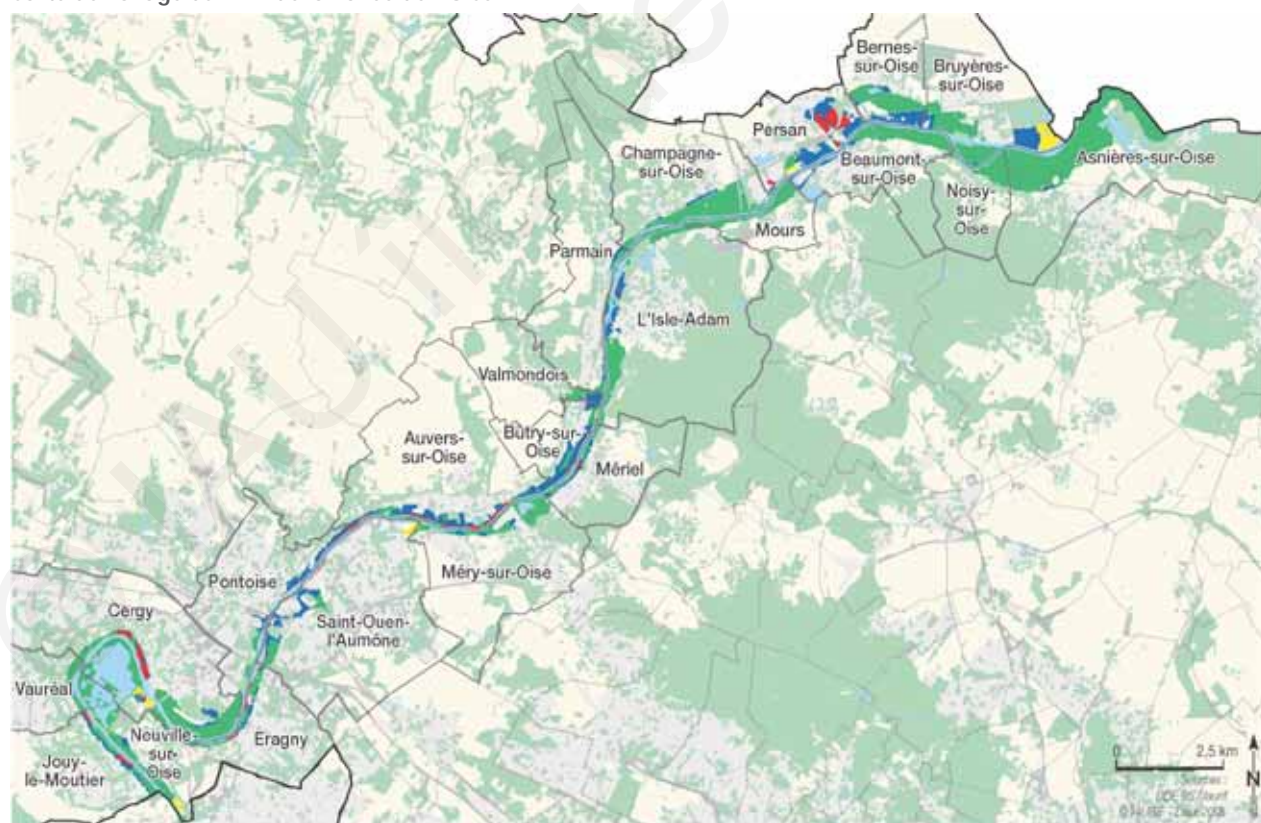 Bernes-
sur-Oise
Bruyères-
sur-Oise
Persan
Champagne-
sur-Oise
Beaumont-
sur-Oise
Asnières-sur-Oise
Noisy-
sur-
Oise
Mours
Parmain
L'Isle-Adam
Valmondois
Auvers-
sur-Oise
Butry-sur-
Oise
Mériel
Méry-sur-Oise
Pontoise
Saint-Ouen-
l'Aumône
Cergy
Vauréal
Neuville-
sur-
Oise
Eragny
Jouy-
le-Moutier
0 2,5 km
N
Sources :